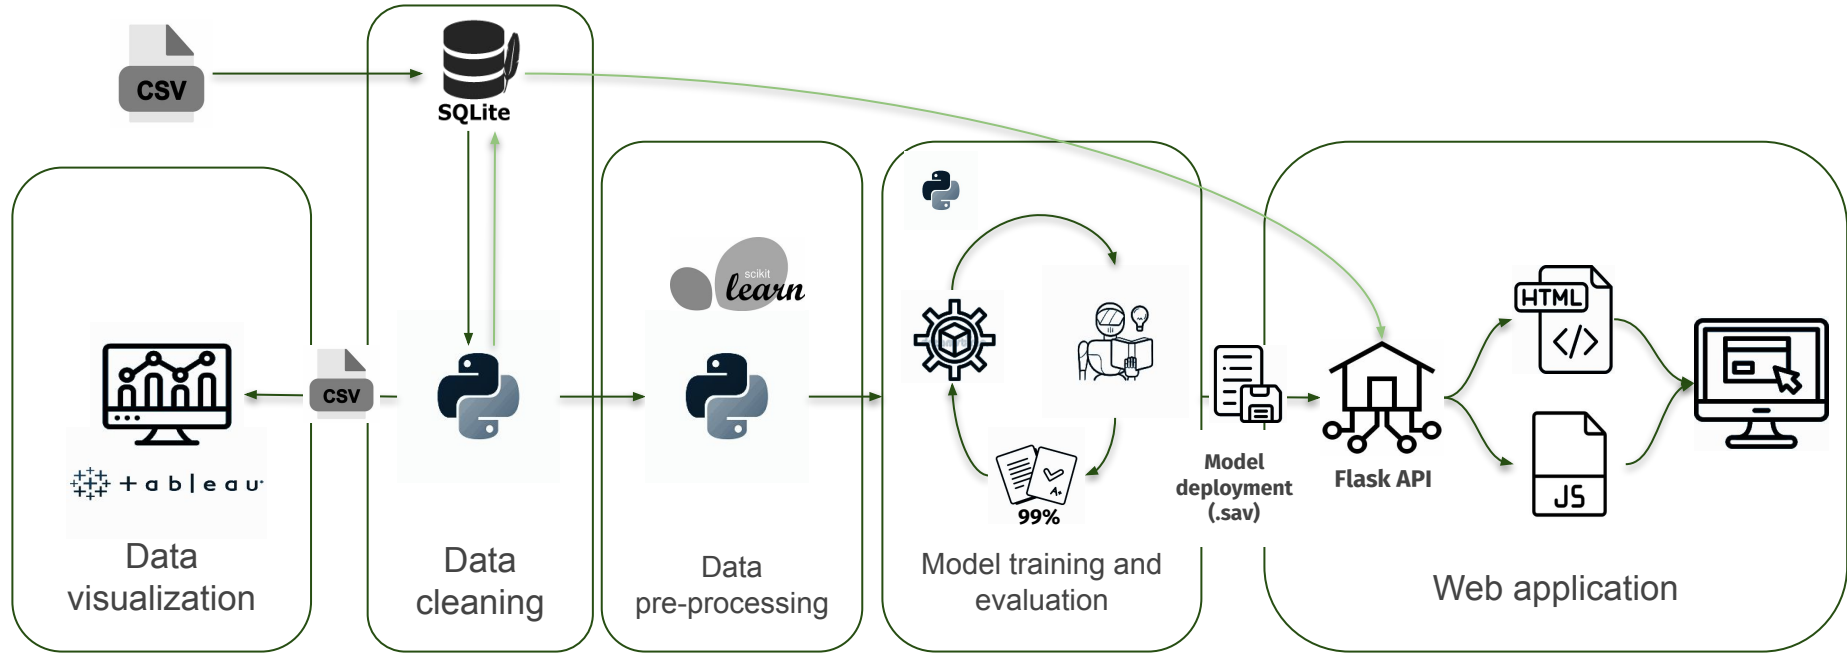 CSV
SQLite
scikit
learn
HTML
</>
CSV
+ableau
99%
A+
Model
deployment
(.sav)
Flask API
JS
Data
visualization
Data
cleaning
Data
pre-processing
Model training and
evaluation
Web application